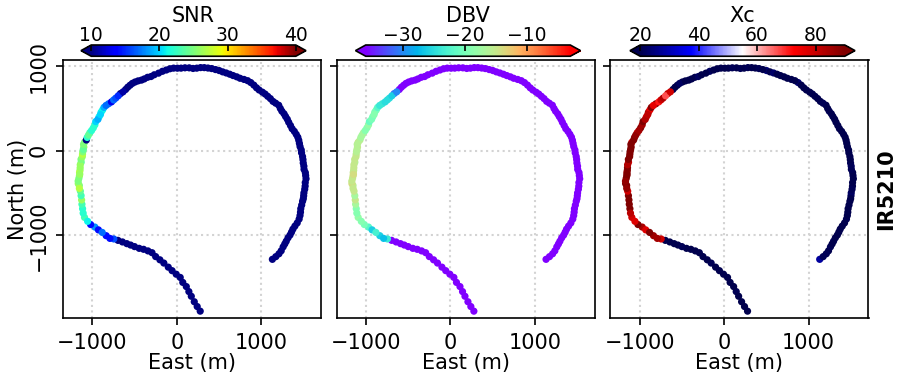 SNR DBV Xc
10 20 30 40 −30 −20 −10 20 40 60 80
1000
0
−1000
North (m)
IR5210
−1000 0 1000 −1000 0 1000 −1000 0 1000
East (m) East (m) East (m)